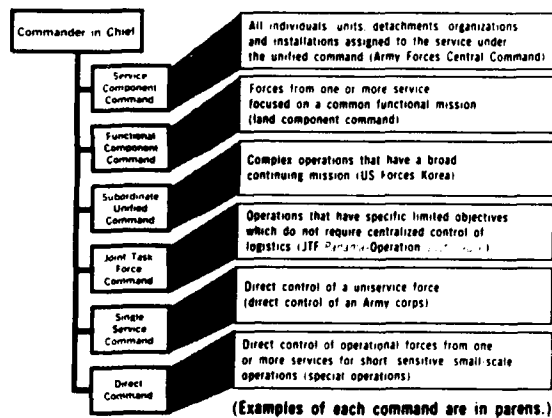 Commander in Chief
Service
Component
Command
All individuals units, detachments organizations
and installations assigned to the service under
the unified command (Army Forces Central Command)
Functional
Component
Command
Forces from one or more service
focused on a common functional mission
(land component command)
Subordinate
Unified
Command
Complex operations that have a broad
continuing mission (US Forces Korea)
Joint Task
Force
Command
Operations that have specific limited objectives
which do not require centralized control of
logistics (JTF Panama-Operation
Single
Service
Command
Direct control of a uniservice force
(direct control of an Army corps)
Direct
Command
Direct control of operational forces from one
or more services for short sensitive small-scale
operations (special operations)
(Examples of each command are in parens.)